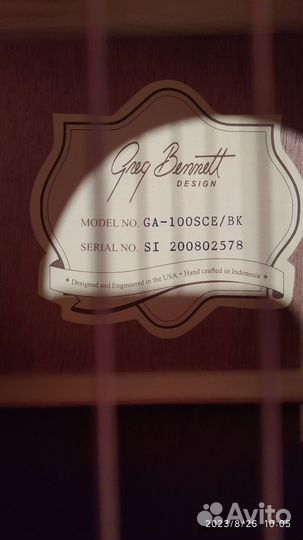 Greg Bennett
DESIGN
MODEL NO. GA-100SCE/BK
SERIAL NO. SI 200802578
• Designed and Engineered in the USA • Hand crafted in Indonesia •
2023/8/26 10:05
Avito